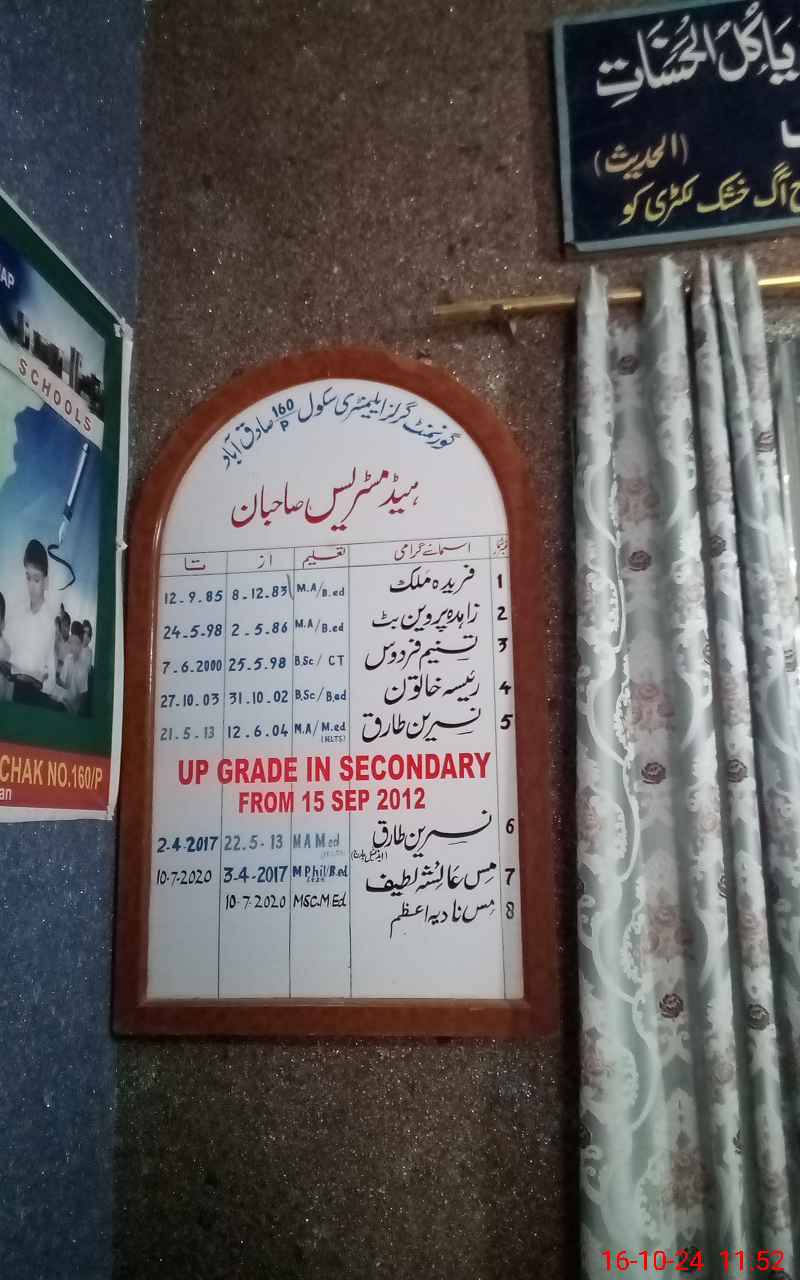 یَأْکُلُ الْحَسَنَاتِ
(الحدیث)
آگ خشک لکڑی کو
AP
SCHOOLS
CHAK NO.160/P
an
گورنمنٹ گرلز ایلیمنٹری سکول 160/P صادق آباد
ہیڈ مسٹریس صاحبان
اسمائے گرامی تعلیم از تا
1 فریدہ ملک M.A/B.ed 8-12.83 12.9.85
2 زاہدہ پروین بٹ M.A/B.ed 2.5.86 24-5.98
3 تسنیم فردوس B.Sc/CT 25.5.98 7.6.2000
4 رئیسہ خاتون B.Sc/B.ed 31.10.02 27.10.03
5 نسرین طارق M.A/M.ed 12.6.04 21.5.13
(IELTS)
UP GRADE IN SECONDARY
FROM 15 SEP 2012
6 نسرین طارق M A M ed 22.5-13 2-4-2017
7 مس عائشہ لطیف M Phil/B.ed 3-4-2017 10-7-2020
8 مس نادیہ اعظم MSC.M.Ed 10-7-2020
16-10-24 11:52